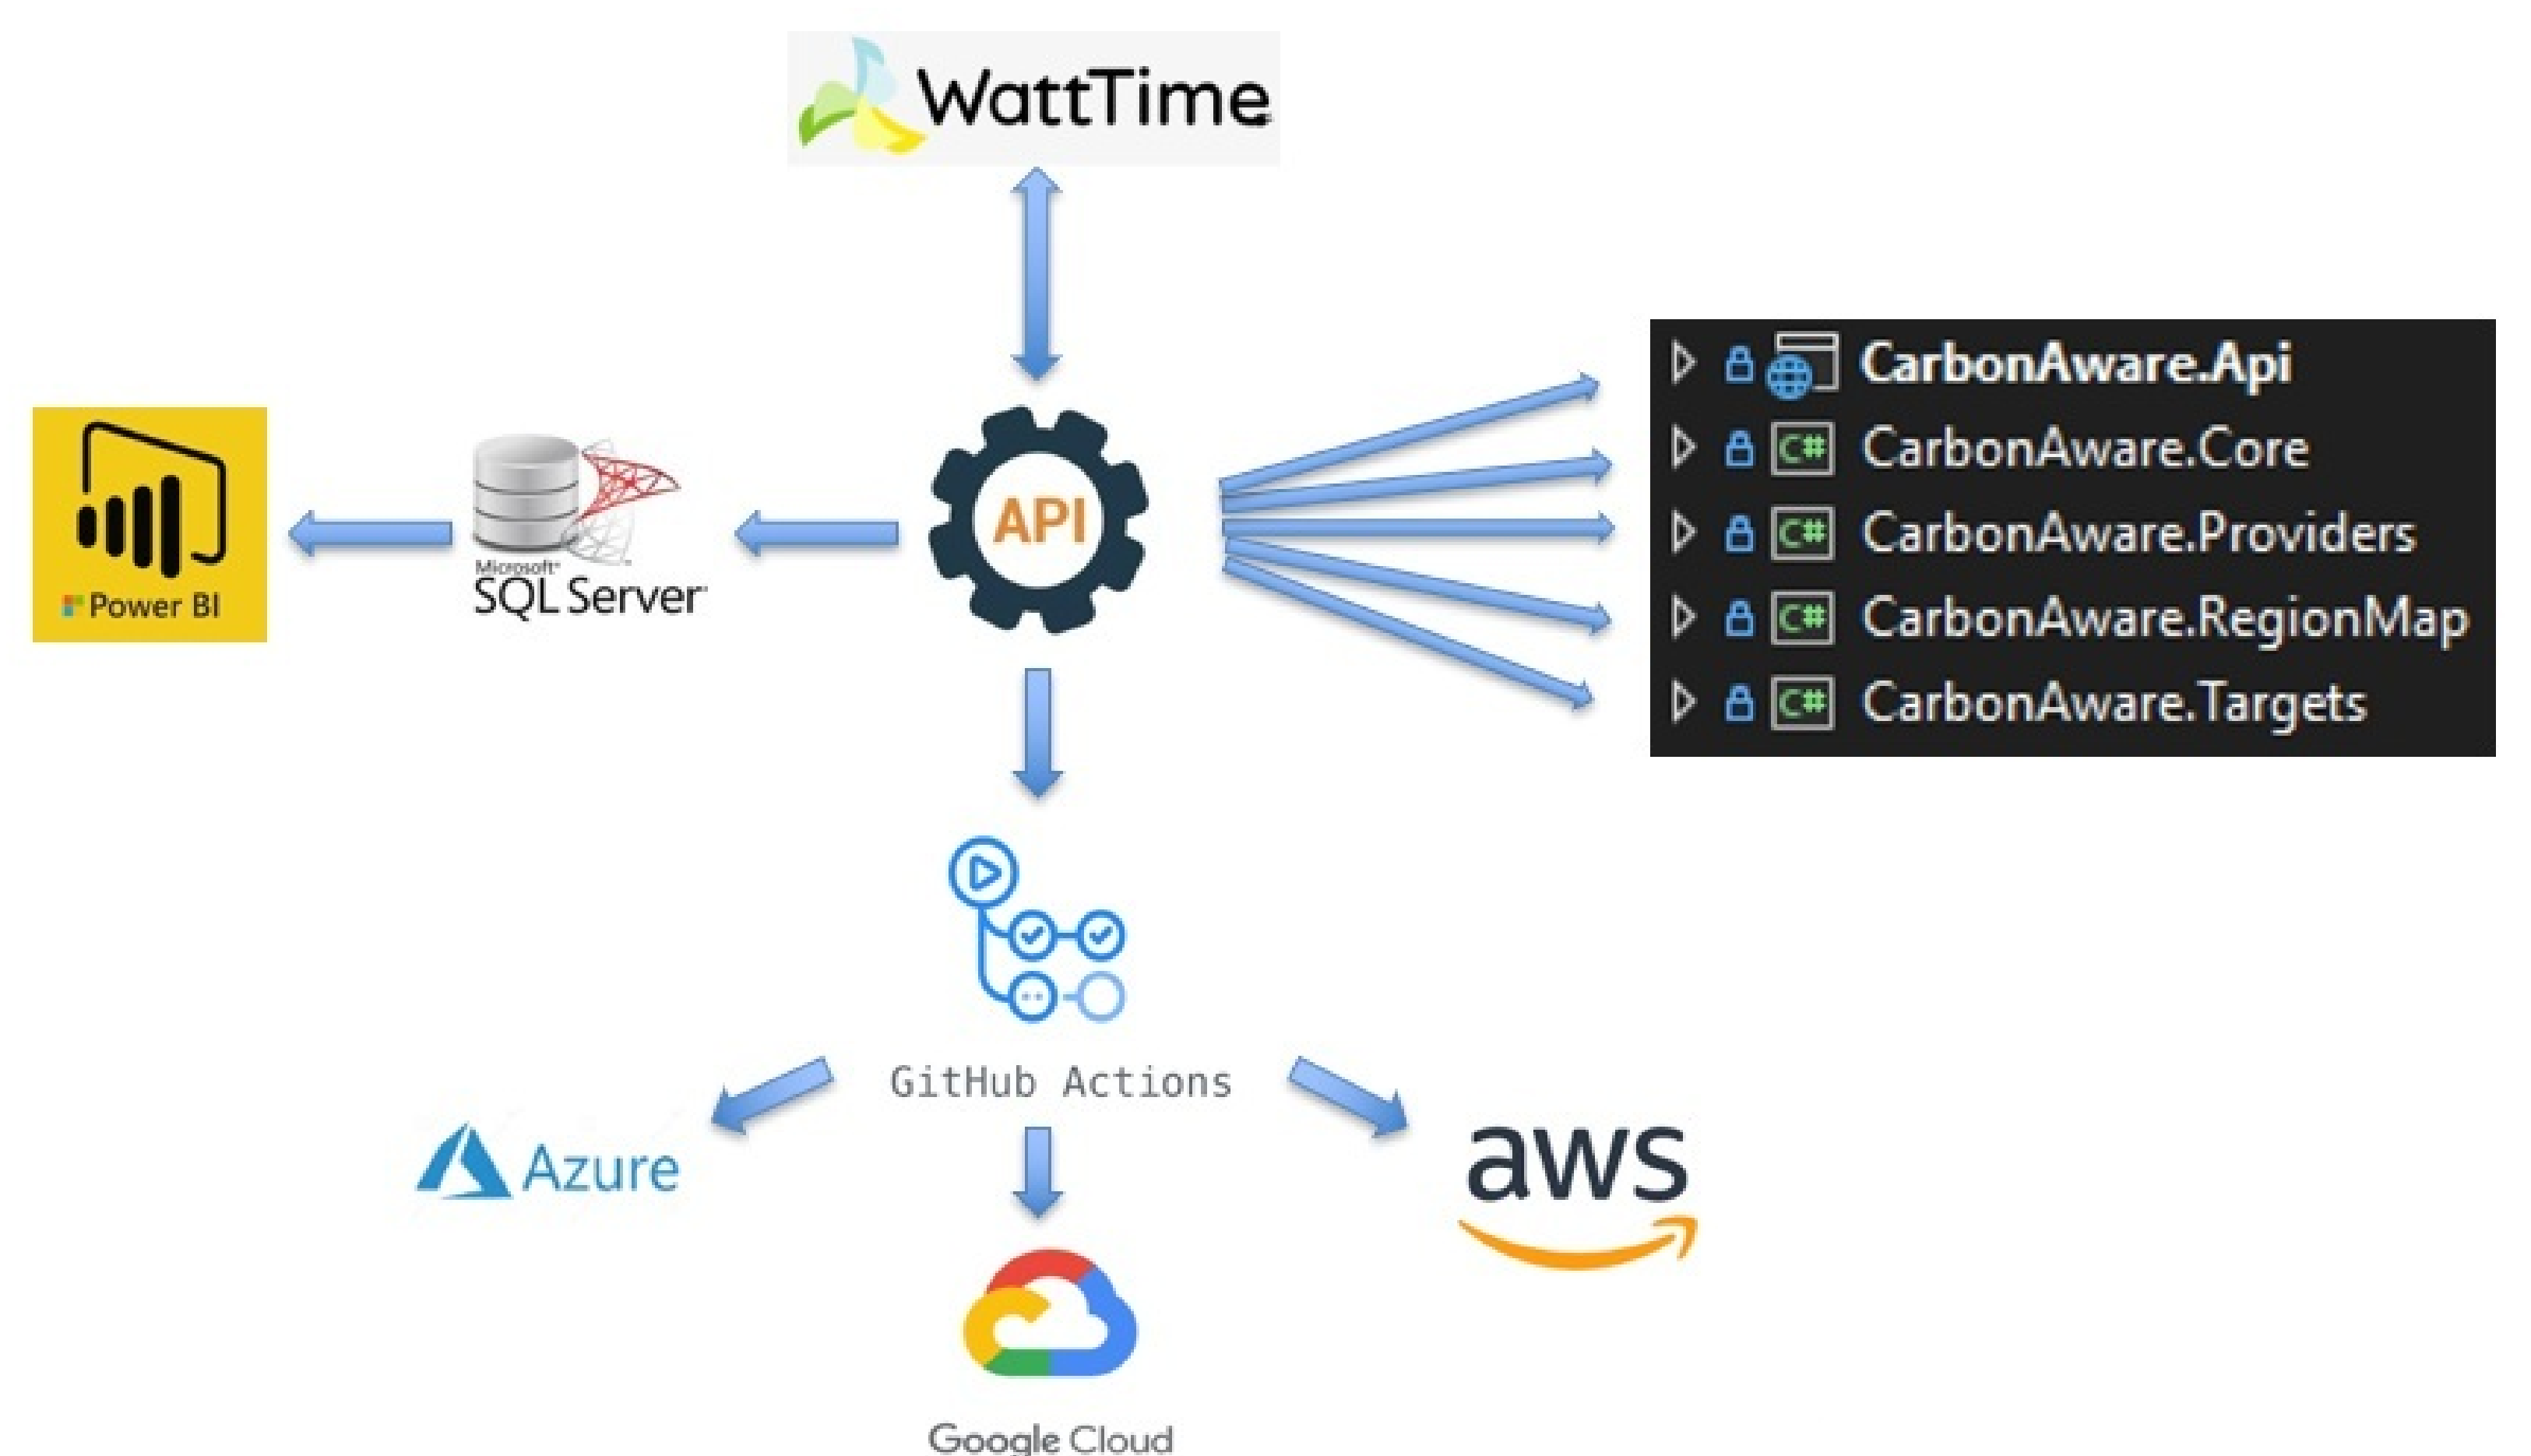 WattTime
CarbonAware.Api
C# CarbonAware.Core
C# CarbonAware.Providers
C# CarbonAware.RegionMap
C# CarbonAware.Targets
Power BI
Microsoft®
SQL Server
API
GitHub Actions
Azure
aws
Google Cloud